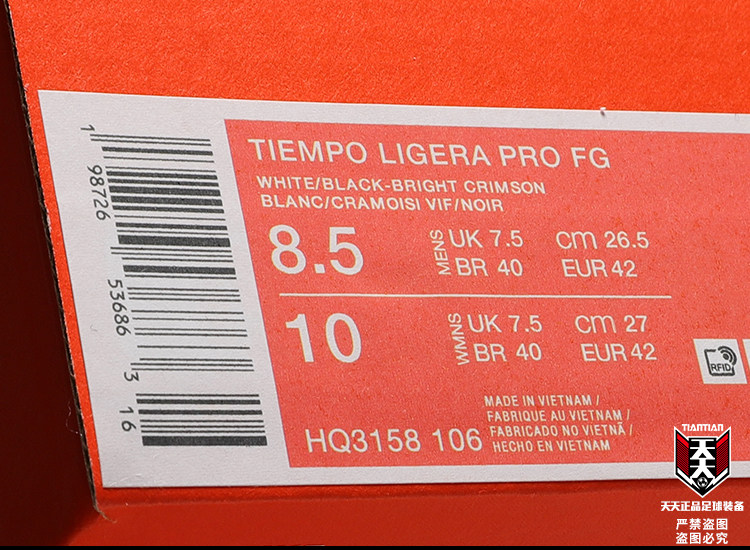 TIEMPO LIGERA PRO FG
WHITE/BLACK-BRIGHT CRIMSON
BLANC/CRAMOISI VIF/NOIR
8.5 MENS UK 7.5 CM 26.5
BR 40 EUR 42
10 WMNS UK 7.5 CM 27
BR 40 EUR 42
RFID
HQ3158 106
MADE IN VIETNAM /
FABRIQUE AU VIETNAM /
FABRICADO NO VIETNÃ /
HECHO EN VIETNAM
1 98726 53686 3 16
TIANTIAN
天天
天天正品足球装备
严禁盗图
盗图必究